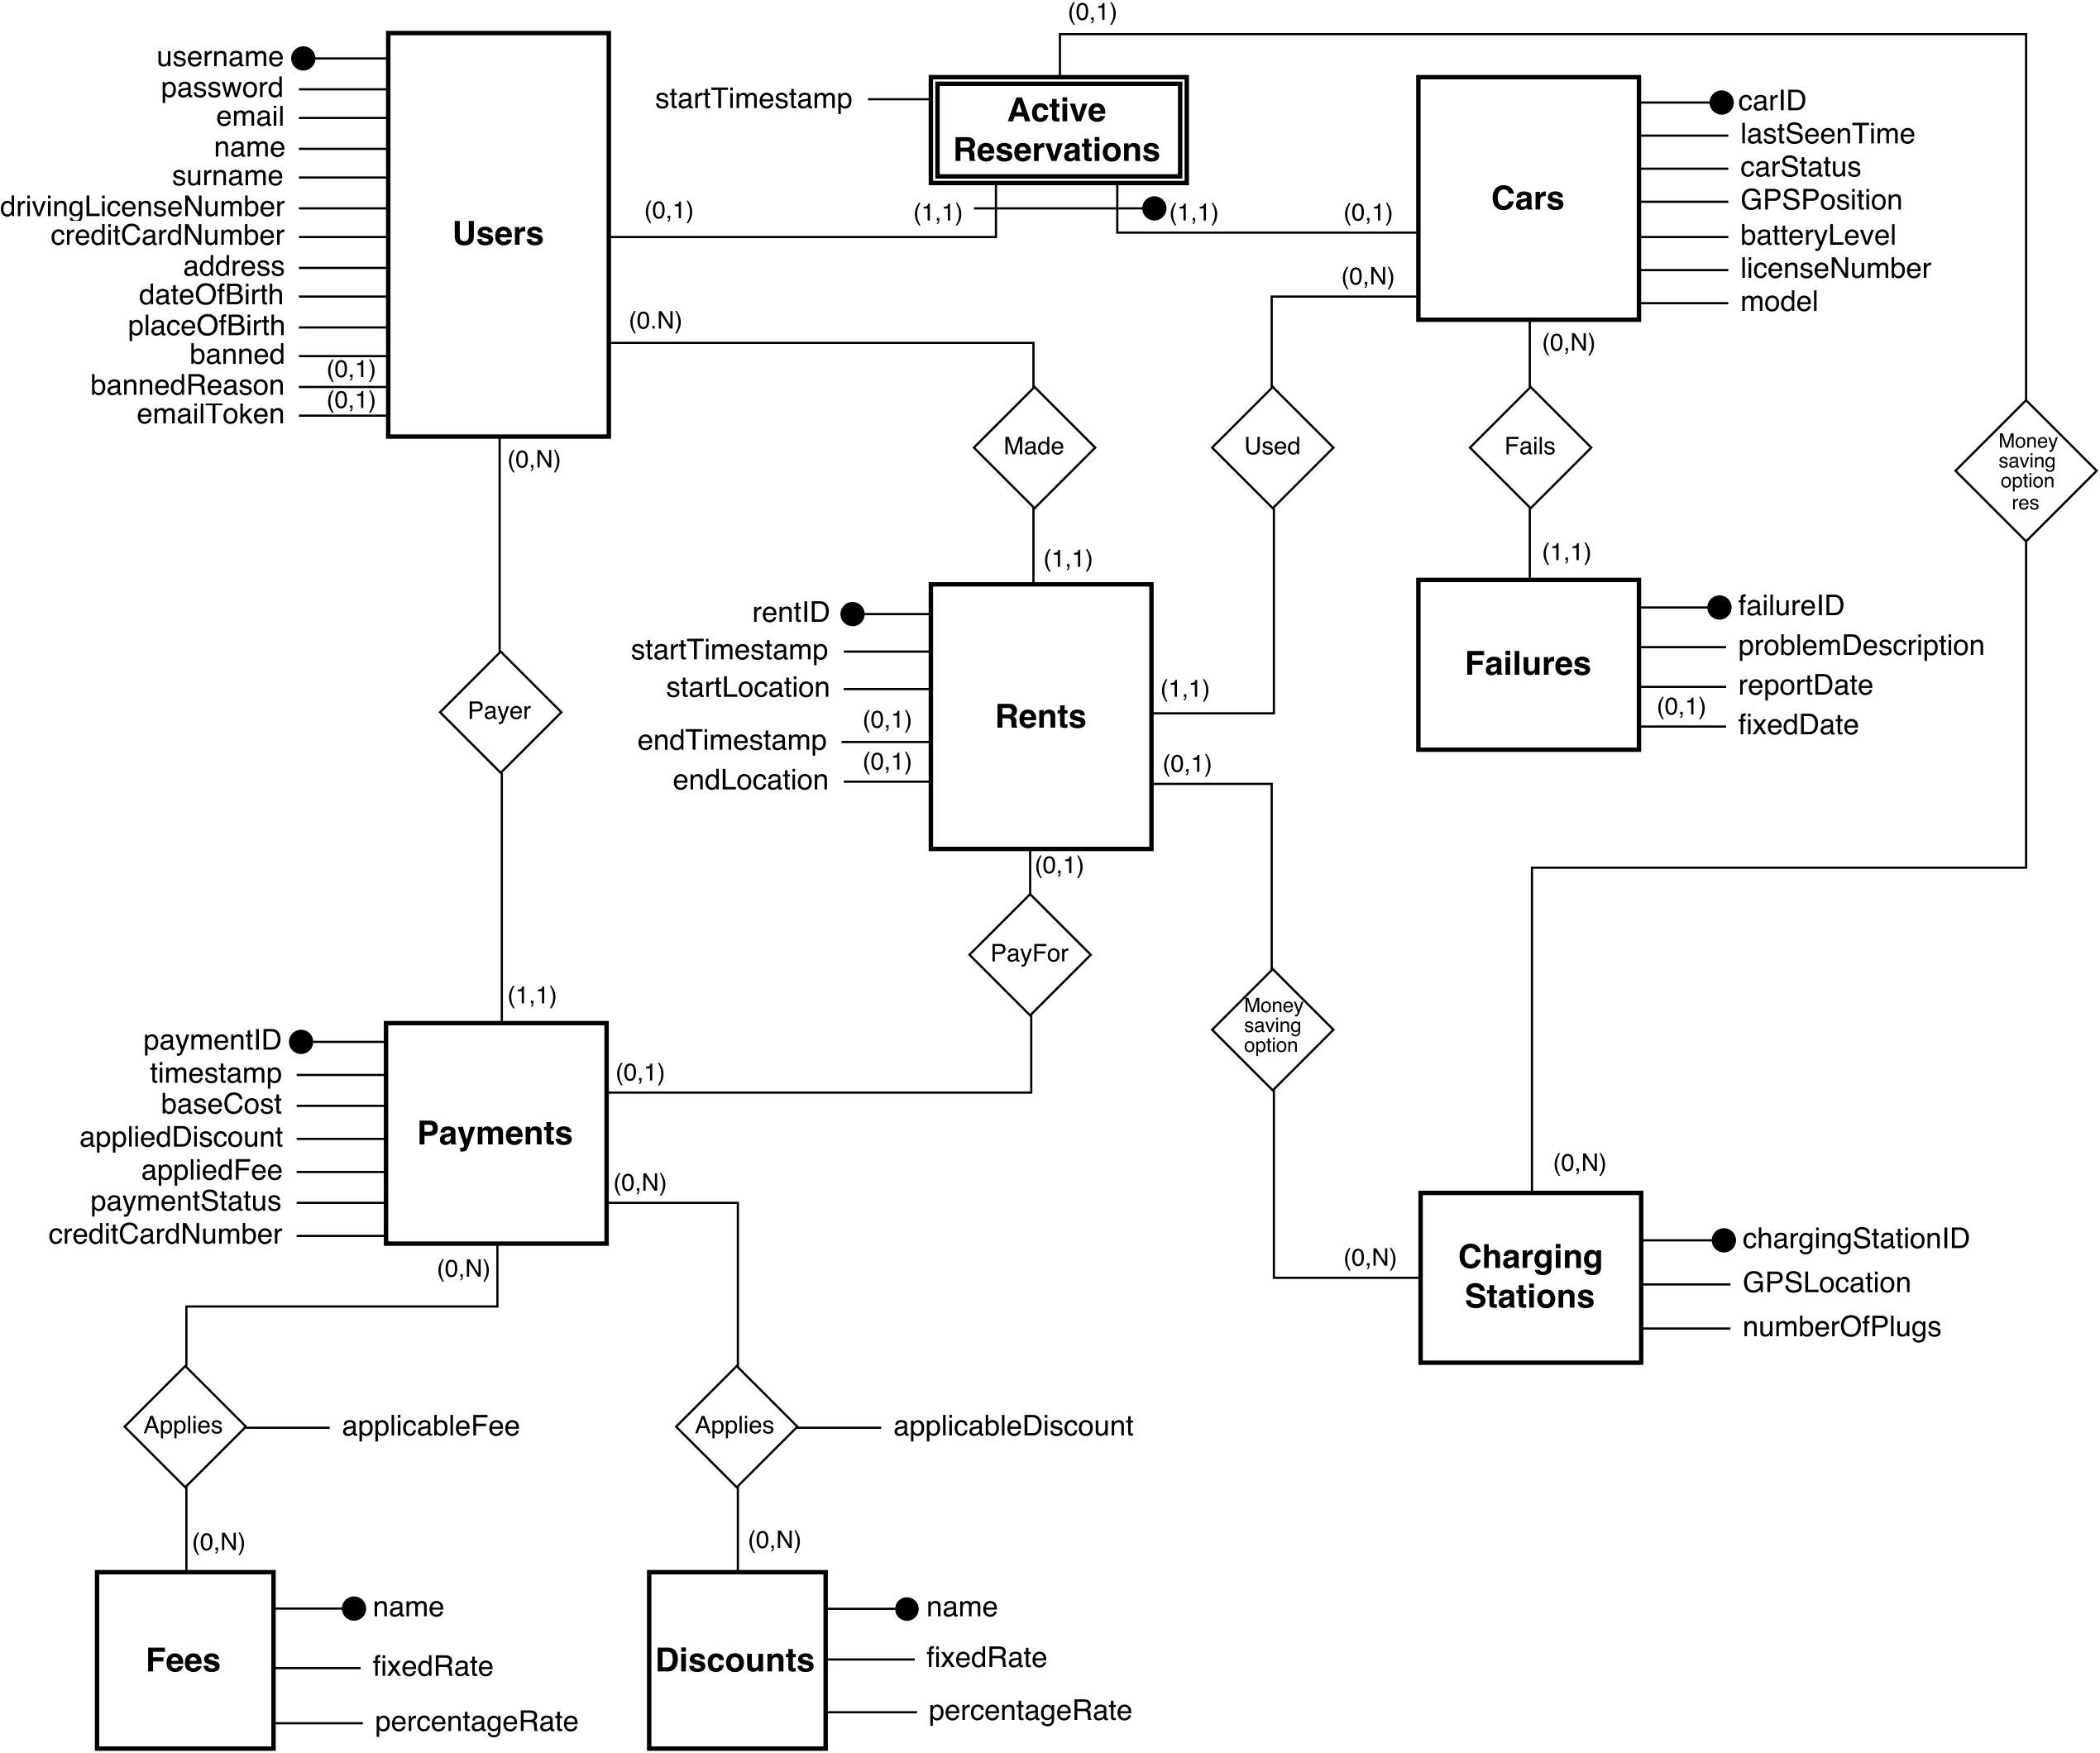 (0,1)
username
password
email
name
surname
drivingLicenseNumber
creditCardNumber
address
dateOfBirth
placeOfBirth
banned
(0,1)
bannedReason
(0,1)
emailToken
Users
startTimestamp
Active
Reservations
(0,1)
(1,1)
(1,1)
(0,1)
Cars
carID
lastSeenTime
carStatus
GPSPosition
batteryLevel
licenseNumber
model
(0,N)
(0.N)
(0,N)
Made
Used
Fails
Money
saving
option
res
(0,N)
(1,1)
(1,1)
Failures
failureID
problemDescription
reportDate
(0,1)
fixedDate
rentID
startTimestamp
startLocation
(0,1)
endTimestamp
(0,1)
endLocation
Rents
(1,1)
(0,1)
Payer
(0,1)
PayFor
Money
saving
option
(1,1)
paymentID
timestamp
baseCost
appliedDiscount
appliedFee
paymentStatus
creditCardNumber
Payments
(0,1)
(0,N)
(0,N)
(0,N)
(0,N)
Charging
Stations
chargingStationID
GPSLocation
numberOfPlugs
Applies
applicableFee
Applies
applicableDiscount
(0,N)
(0,N)
Fees
name
fixedRate
percentageRate
Discounts
name
fixedRate
percentageRate